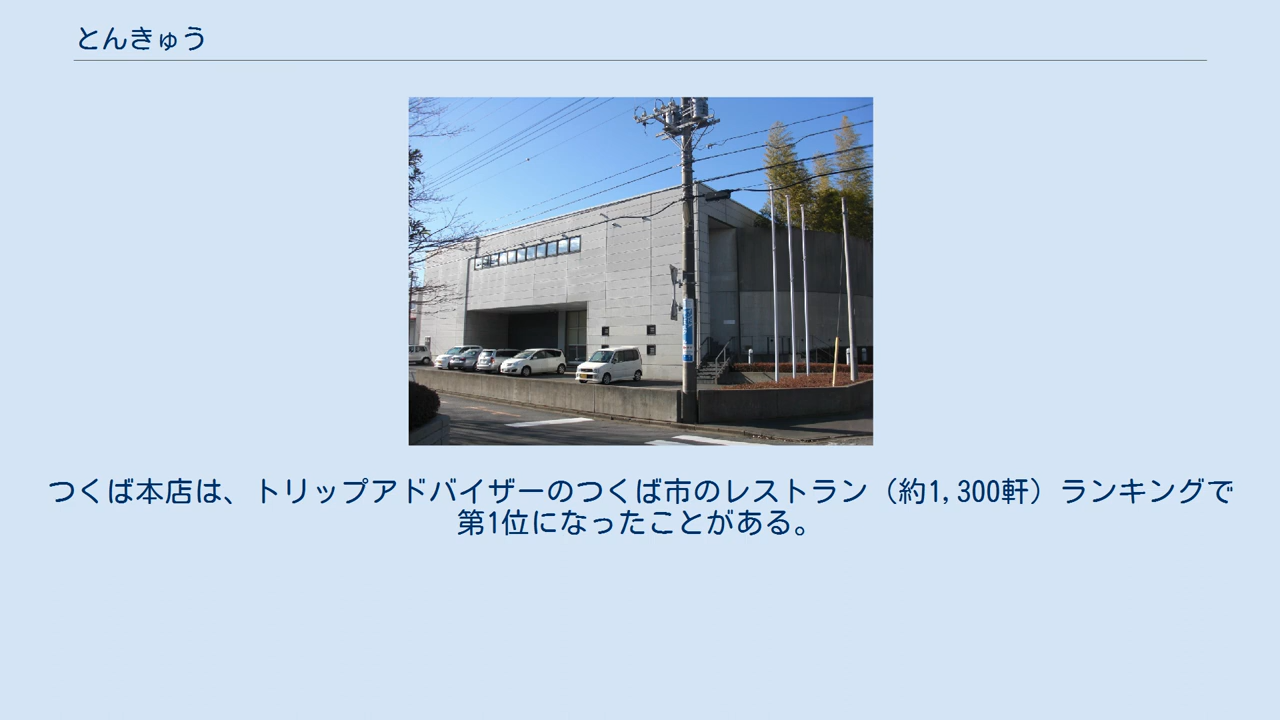 とんきゅう
つくば本店は、トリップアドバイザーのつくば市のレストラン（約1,300軒）ランキングで
第1位になったことがある。